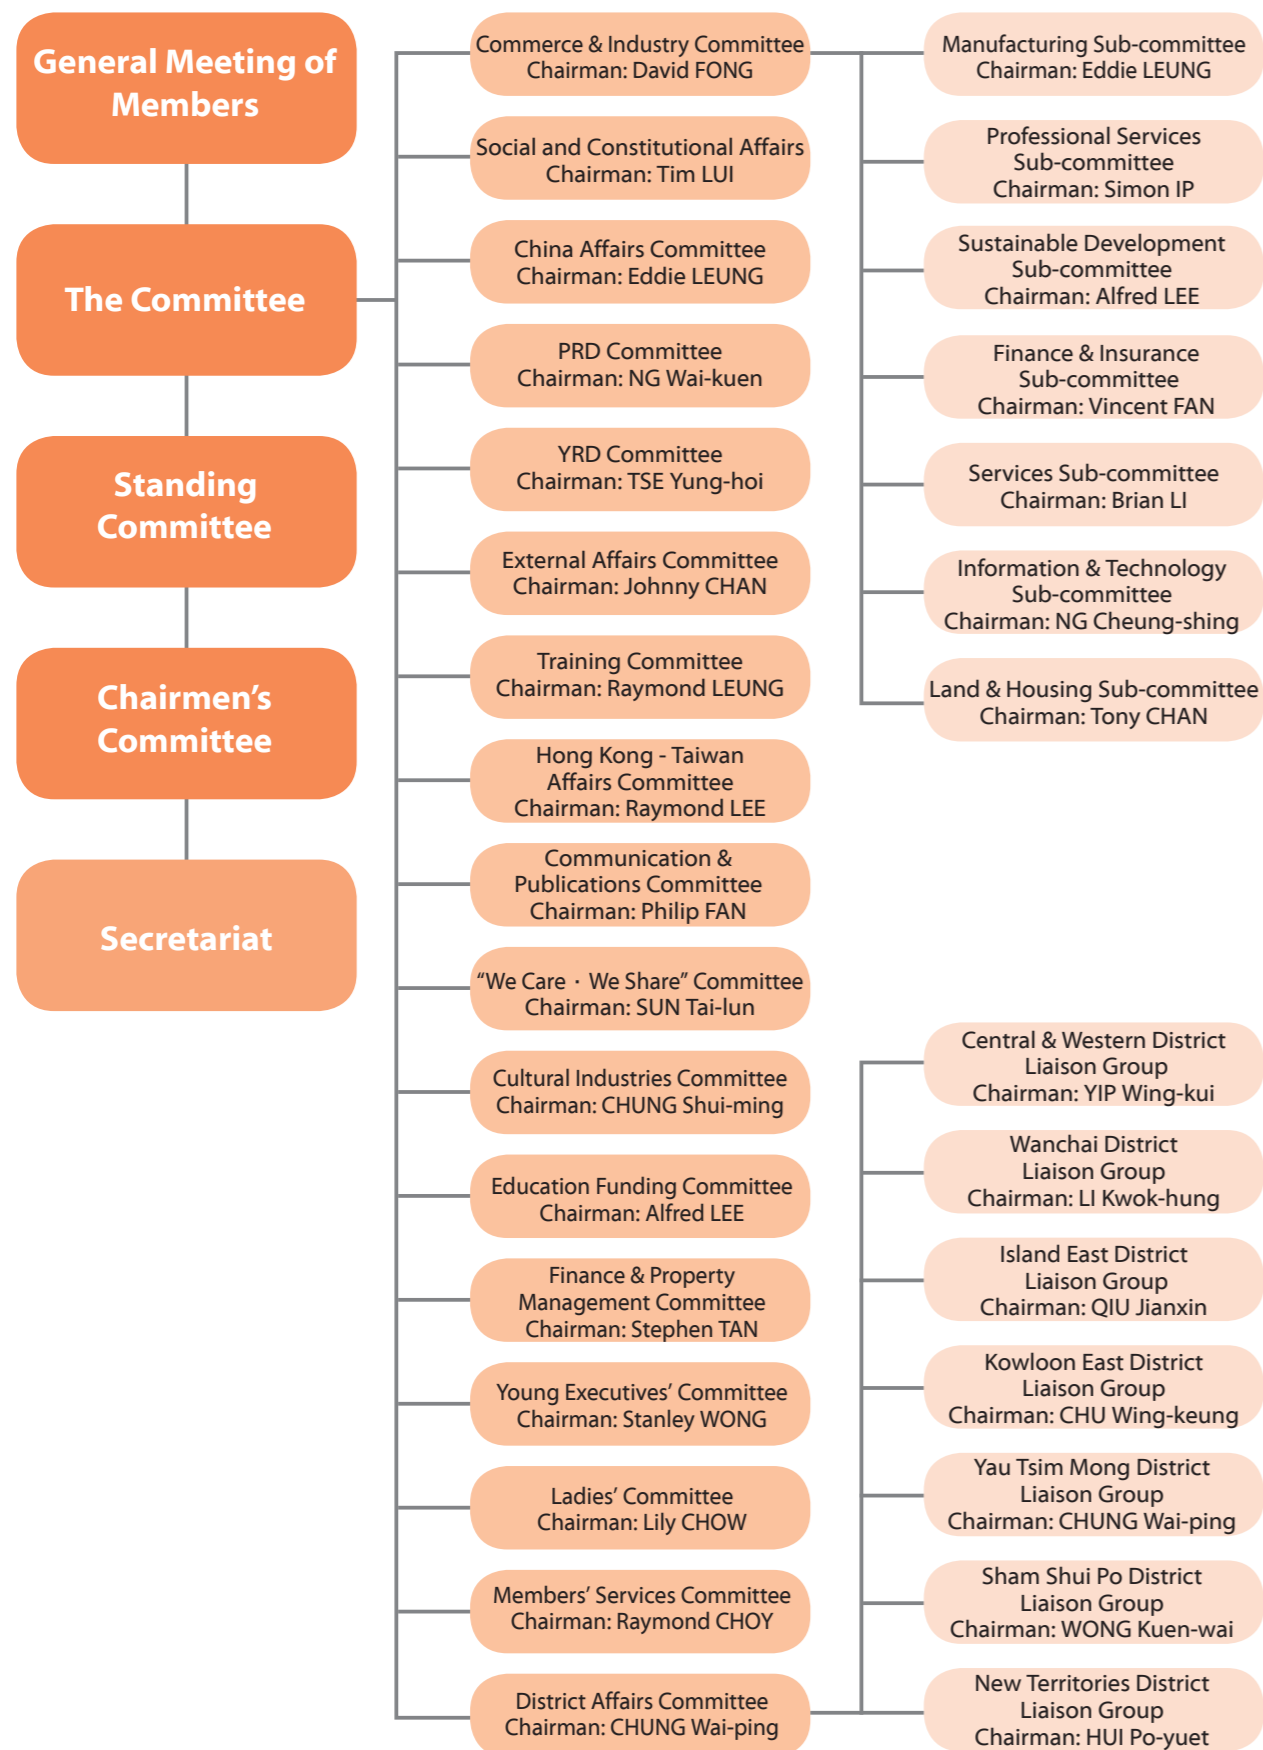 General Meeting of
Members
The Committee
Standing
Committee
Chairmen’s
Committee
Secretariat
Commerce & Industry Committee
Chairman: David FONG
Social and Constitutional Affairs
Chairman: Tim LUI
China Affairs Committee
Chairman: Eddie LEUNG
PRD Committee
Chairman: NG Wai-kuen
YRD Committee
Chairman: TSE Yung-hoi
External Affairs Committee
Chairman: Johnny CHAN
Training Committee
Chairman: Raymond LEUNG
Hong Kong - Taiwan
Affairs Committee
Chairman: Raymond LEE
Communication &
Publications Committee
Chairman: Philip FAN
“We Care · We Share” Committee
Chairman: SUN Tai-lun
Cultural Industries Committee
Chairman: CHUNG Shui-ming
Education Funding Committee
Chairman: Alfred LEE
Finance & Property
Management Committee
Chairman: Stephen TAN
Young Executives’ Committee
Chairman: Stanley WONG
Ladies’ Committee
Chairman: Lily CHOW
Members’ Services Committee
Chairman: Raymond CHOY
District Affairs Committee
Chairman: CHUNG Wai-ping
Manufacturing Sub-committee
Chairman: Eddie LEUNG
Professional Services
Sub-committee
Chairman: Simon IP
Sustainable Development
Sub-committee
Chairman: Alfred LEE
Finance & Insurance
Sub-committee
Chairman: Vincent FAN
Services Sub-committee
Chairman: Brian LI
Information & Technology
Sub-committee
Chairman: NG Cheung-shing
Land & Housing Sub-committee
Chairman: Tony CHAN
Central & Western District
Liaison Group
Chairman: YIP Wing-kui
Wanchai District
Liaison Group
Chairman: LI Kwok-hung
Island East District
Liaison Group
Chairman: QIU Jianxin
Kowloon East District
Liaison Group
Chairman: CHU Wing-keung
Yau Tsim Mong District
Liaison Group
Chairman: CHUNG Wai-ping
Sham Shui Po District
Liaison Group
Chairman: WONG Kuen-wai
New Territories District
Liaison Group
Chairman: HUI Po-yuet